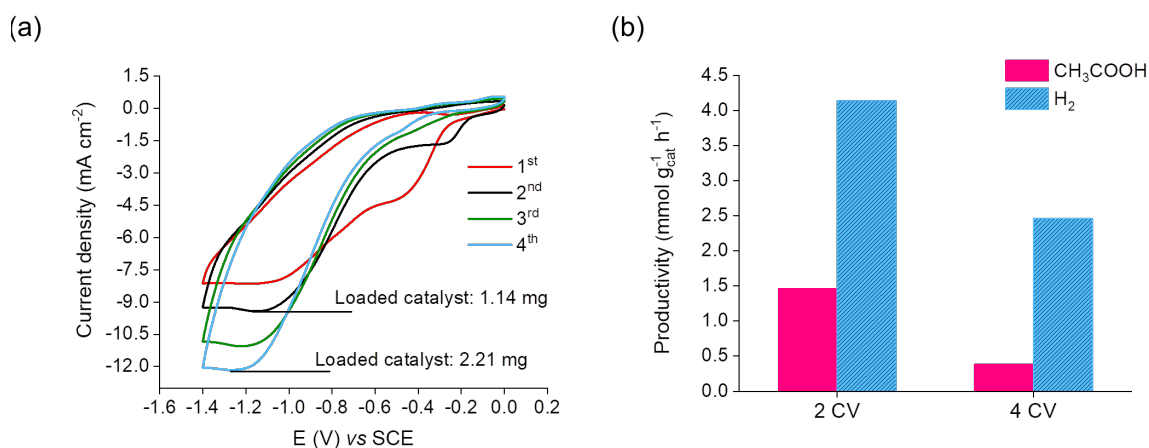 (a)
(b)
1.5
0.0
-1.5
-3.0
-4.5
-6.0
-7.5
-9.0
-10.5
-12.0
Current density (mA cm⁻²)
1ˢᵗ
2ⁿᵈ
3ʳᵈ
4ᵗʰ
Loaded catalyst: 1.14 mg
Loaded catalyst: 2.21 mg
-1.6 -1.4 -1.2 -1.0 -0.8 -0.6 -0.4 -0.2 0.0 0.2
E (V) vs SCE
CH₃COOH
H₂
4.5
4.0
3.5
3.0
2.5
2.0
1.5
1.0
0.5
0.0
Productivity (mmol g⁻¹cat h⁻¹)
2 CV 4 CV